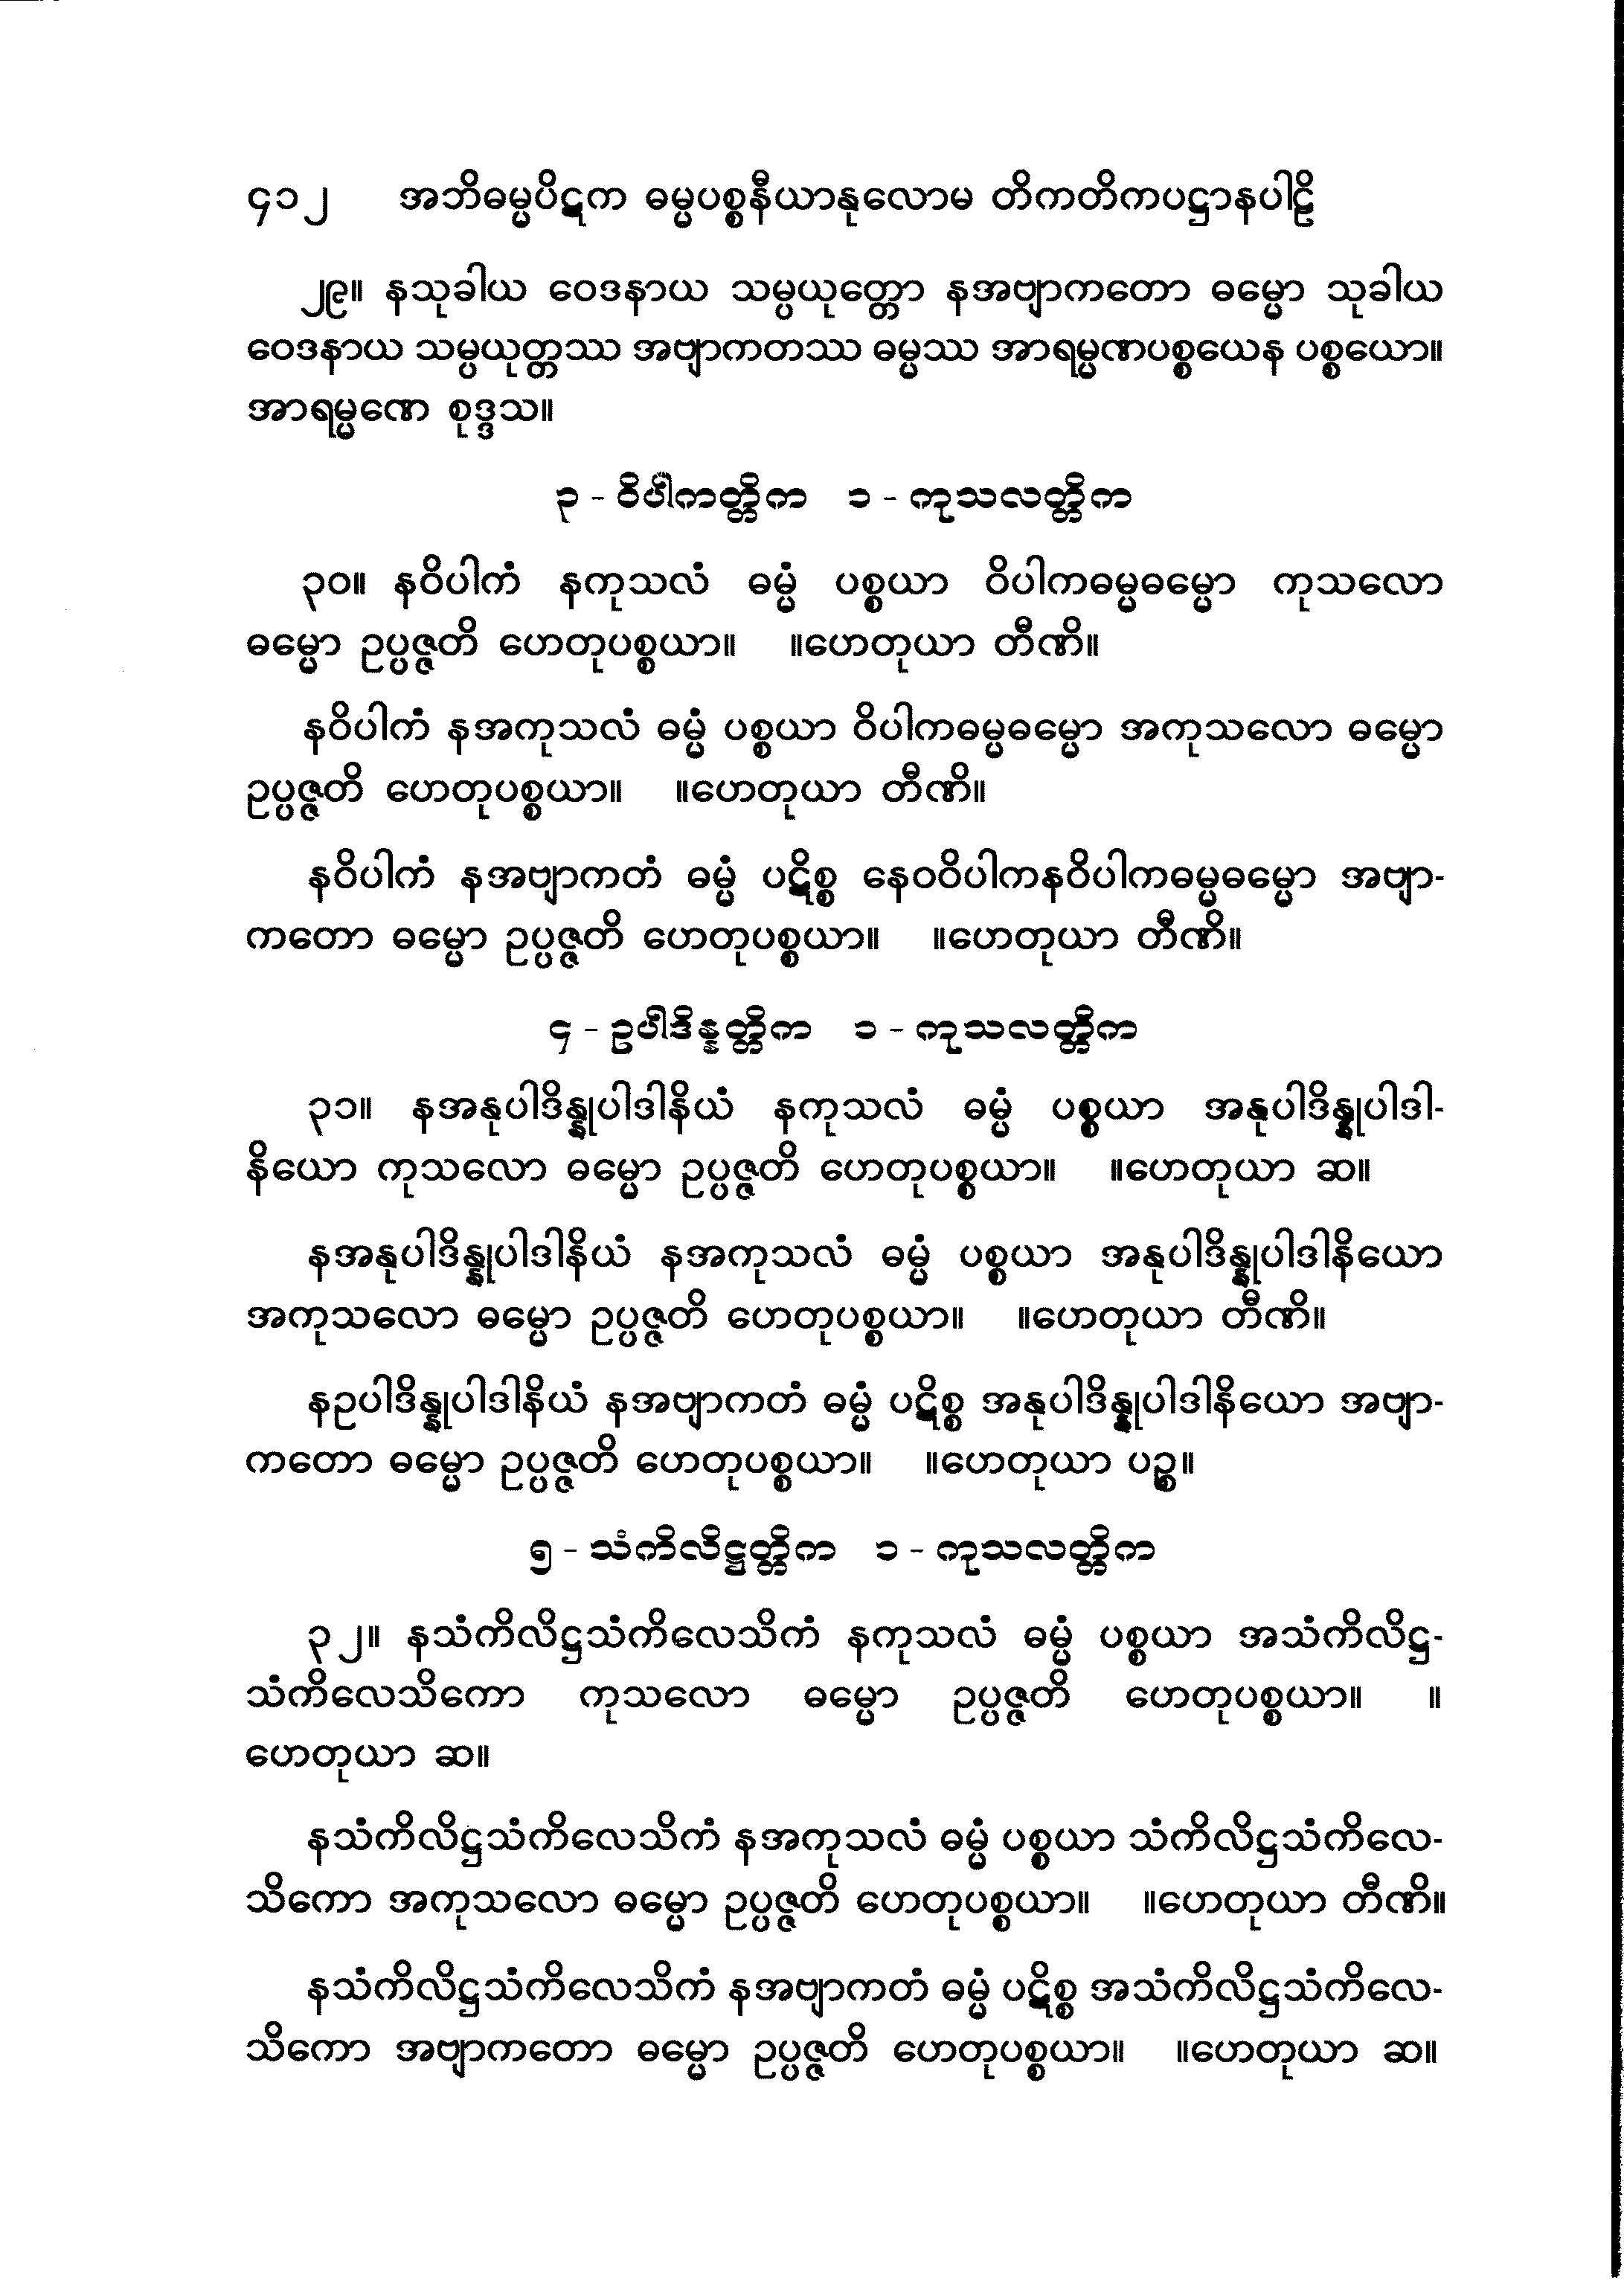 ၄၁၂ အဘိဓမ္မပိဋက ဓမ္မပစ္စနီယာနုလောမ တိကတိကပဋ္ဌာနပါဠိ
၂၉။ နသုခါယ ဝေဒနာယ သမ္ပယုတ္တော နအဗျာကတော ဓမ္မော သုခါယ
ဝေဒနာယ သမ္ပယုတ္တဿ အဗျာကတဿ ဓမ္မဿ အာရမ္မဏပစ္စယေန ပစ္စယော။
အာရမ္မဏေ စုဒ္ဒသ။
၃ - ဝိပါကတ္တိက ၁ - ကုသလတ္တိက
၃၀။ နဝိပါကံ နကုသလံ ဓမ္မံ ပစ္စယာ ဝိပါကဓမ္မဓမ္မော ကုသလော
ဓမ္မော ဥပ္ပဇ္ဇတိ ဟေတုပစ္စယာ။ ။ဟေတုယာ တီဏိ။
နဝိပါကံ နအကုသလံ ဓမ္မံ ပစ္စယာ ဝိပါကဓမ္မဓမ္မော အကုသလော ဓမ္မော
ဥပ္ပဇ္ဇတိ ဟေတုပစ္စယာ။ ။ဟေတုယာ တီဏိ။
နဝိပါကံ နအဗျာကတံ ဓမ္မံ ပဋိစ္စ နေဝဝိပါကနဝိပါကဓမ္မဓမ္မော အဗျာ-
ကတော ဓမ္မော ဥပ္ပဇ္ဇတိ ဟေတုပစ္စယာ။ ။ဟေတုယာ တီဏိ။
၄ - ဥပါဒိန္နတ္တိက ၁ - ကုသလတ္တိက
၃၁။ နအနုပါဒိန္နုပါဒါနိယံ နကုသလံ ဓမ္မံ ပစ္စယာ အနုပါဒိန္နုပါဒါ-
နိယော ကုသလော ဓမ္မော ဥပ္ပဇ္ဇတိ ဟေတုပစ္စယာ။ ။ဟေတုယာ ဆ။
နအနုပါဒိန္နုပါဒါနိယံ နအကုသလံ ဓမ္မံ ပစ္စယာ အနုပါဒိန္နုပါဒါနိယော
အကုသလော ဓမ္မော ဥပ္ပဇ္ဇတိ ဟေတုပစ္စယာ။ ။ဟေတုယာ တီဏိ။
နဥပါဒိန္နုပါဒါနိယံ နအဗျာကတံ ဓမ္မံ ပဋိစ္စ အနုပါဒိန္နုပါဒါနိယော အဗျာ-
ကတော ဓမ္မော ဥပ္ပဇ္ဇတိ ဟေတုပစ္စယာ။ ။ဟေတုယာ ပဉ္စ။
၅ - သံကိလိဋ္ဌတ္တိက ၁ - ကုသလတ္တိက
၃၂။ နသံကိလိဋ္ဌသံကိလေသိကံ နကုသလံ ဓမ္မံ ပစ္စယာ အသံကိလိဋ္ဌ-
သံကိလေသိကော ကုသလော ဓမ္မော ဥပ္ပဇ္ဇတိ ဟေတုပစ္စယာ။ ။
ဟေတုယာ ဆ။
နသံကိလိဋ္ဌသံကိလေသိကံ နအကုသလံ ဓမ္မံ ပစ္စယာ သံကိလိဋ္ဌသံကိလေ-
သိကော အကုသလော ဓမ္မော ဥပ္ပဇ္ဇတိ ဟေတုပစ္စယာ။ ။ဟေတုယာ တီဏိ။
နသံကိလိဋ္ဌသံကိလေသိကံ နအဗျာကတံ ဓမ္မံ ပဋိစ္စ အသံကိလိဋ္ဌသံကိလေ-
သိကော အဗျာကတော ဓမ္မော ဥပ္ပဇ္ဇတိ ဟေတုပစ္စယာ။ ။ဟေတုယာ ဆ။